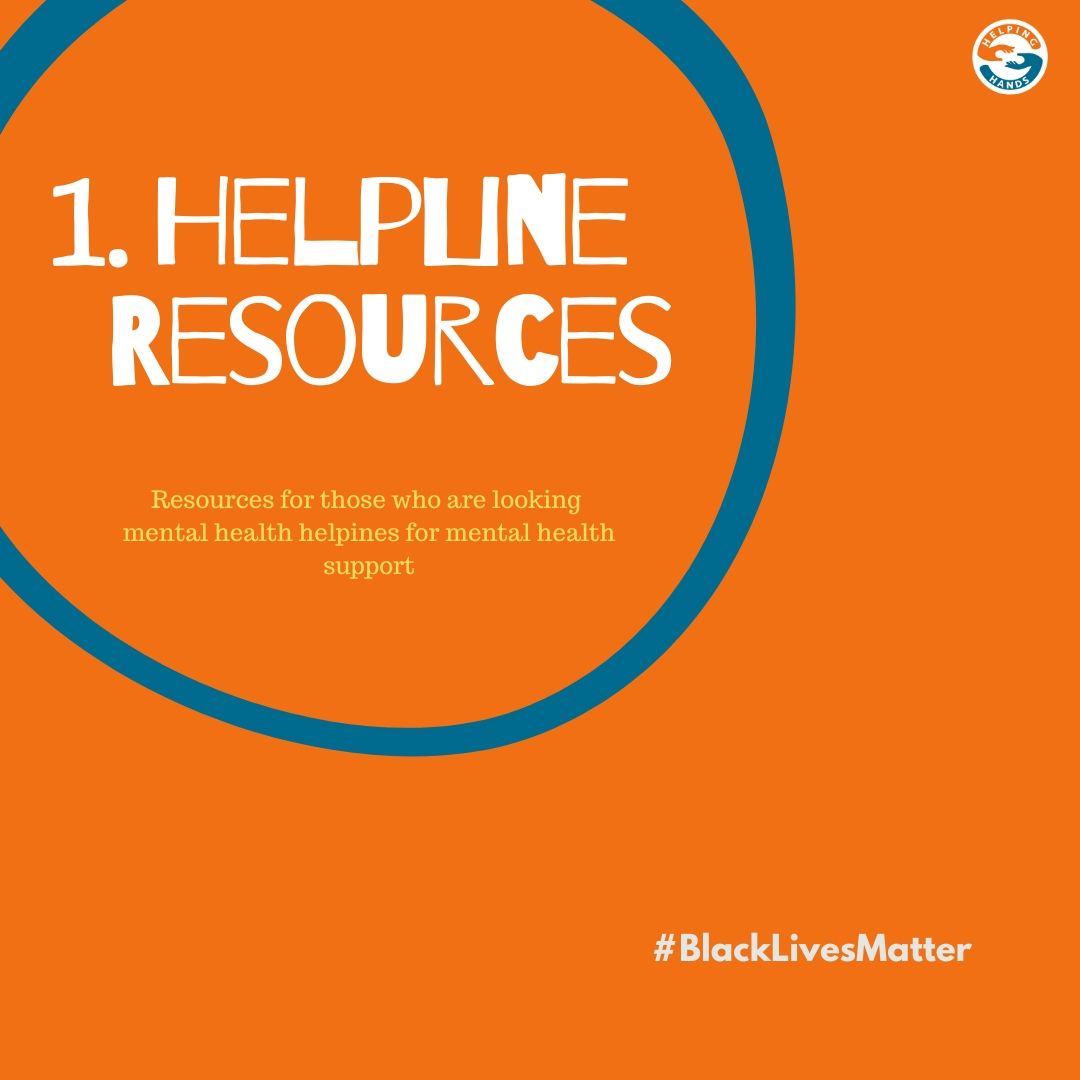 HELPING
HANDS
1. HELPLINE
RESOURCES
Resources for those who are looking
mental health helpines for mental health
support
#BlackLivesMatter